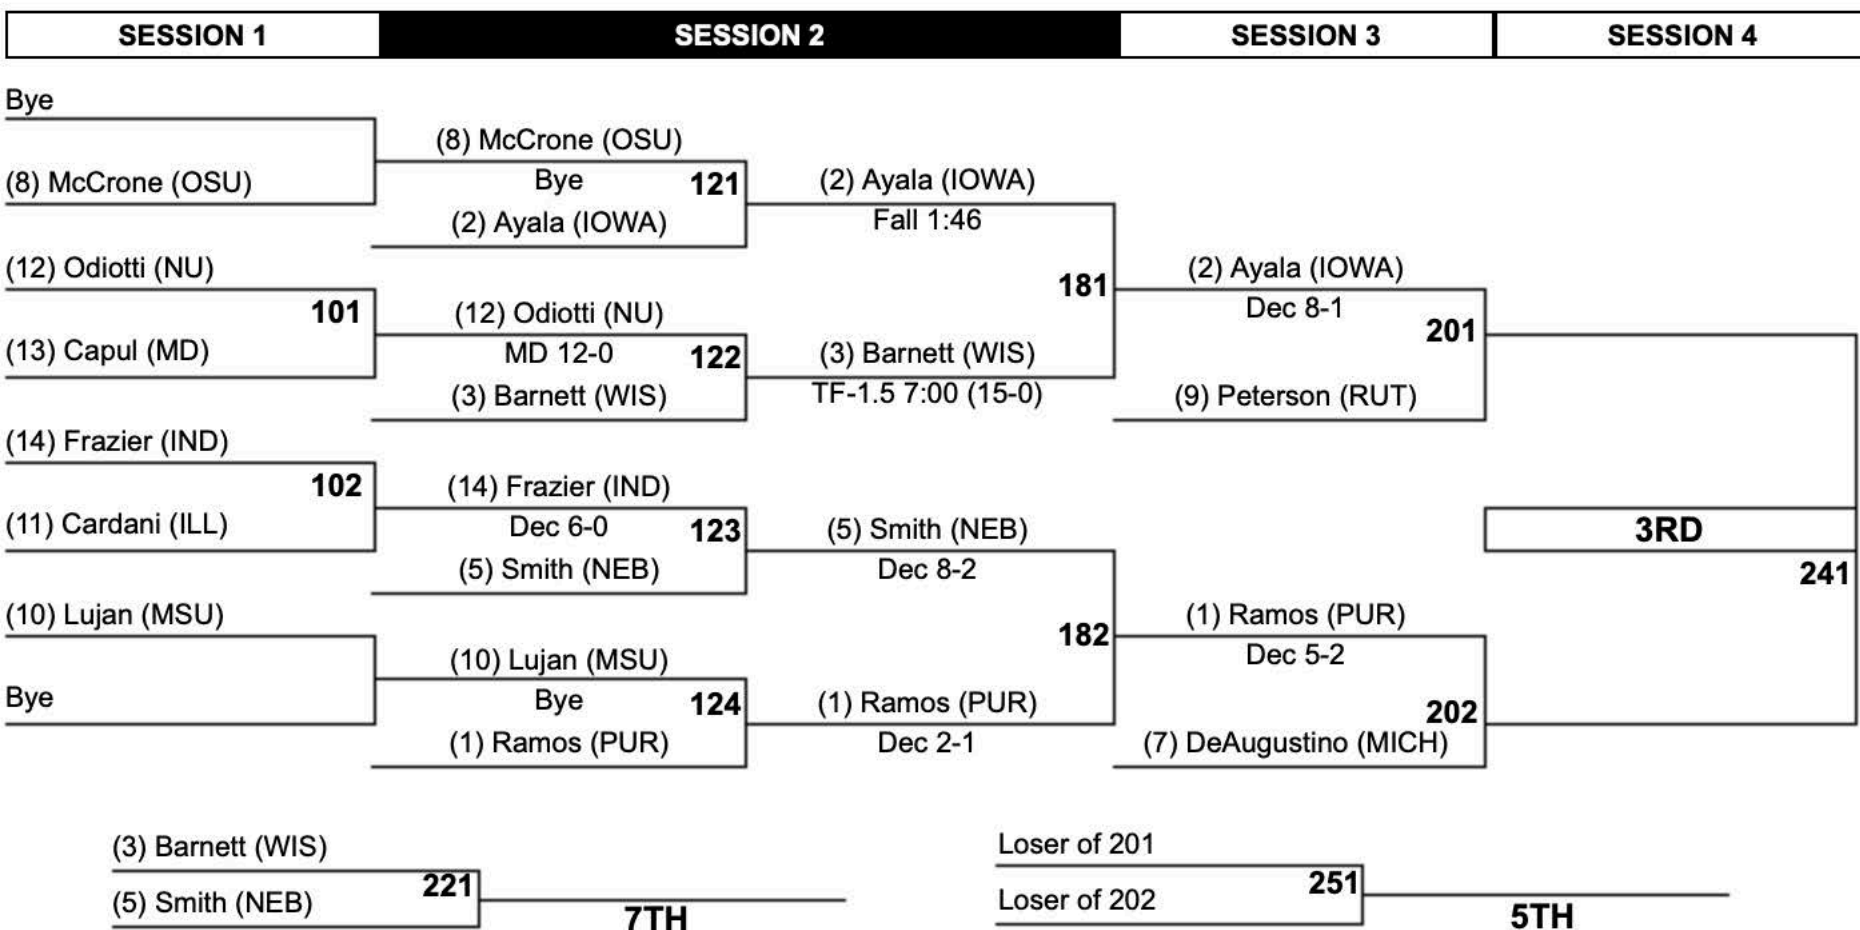 SESSION 1
SESSION 2
SESSION 3
SESSION 4
Bye
(8) McCrone (OSU)
(12) Odiotti (NU)
101
(13) Capul (MD)
(14) Frazier (IND)
102
(11) Cardani (ILL)
(10) Lujan (MSU)
Bye
(8) McCrone (OSU)
Bye
121
(2) Ayala (IOWA)
(12) Odiotti (NU)
MD 12-0
122
(3) Barnett (WIS)
(14) Frazier (IND)
Dec 6-0
123
(5) Smith (NEB)
(10) Lujan (MSU)
Bye
124
(1) Ramos (PUR)
(2) Ayala (IOWA)
Fall 1:46
181
(3) Barnett (WIS)
TF-1.5 7:00 (15-0)
(5) Smith (NEB)
Dec 8-2
182
(1) Ramos (PUR)
Dec 2-1
(2) Ayala (IOWA)
Dec 8-1
201
(9) Peterson (RUT)
(1) Ramos (PUR)
Dec 5-2
202
(7) DeAugustino (MICH)
3RD
241
(3) Barnett (WIS)
221
(5) Smith (NEB)
7TH
Loser of 201
251
Loser of 202
5TH